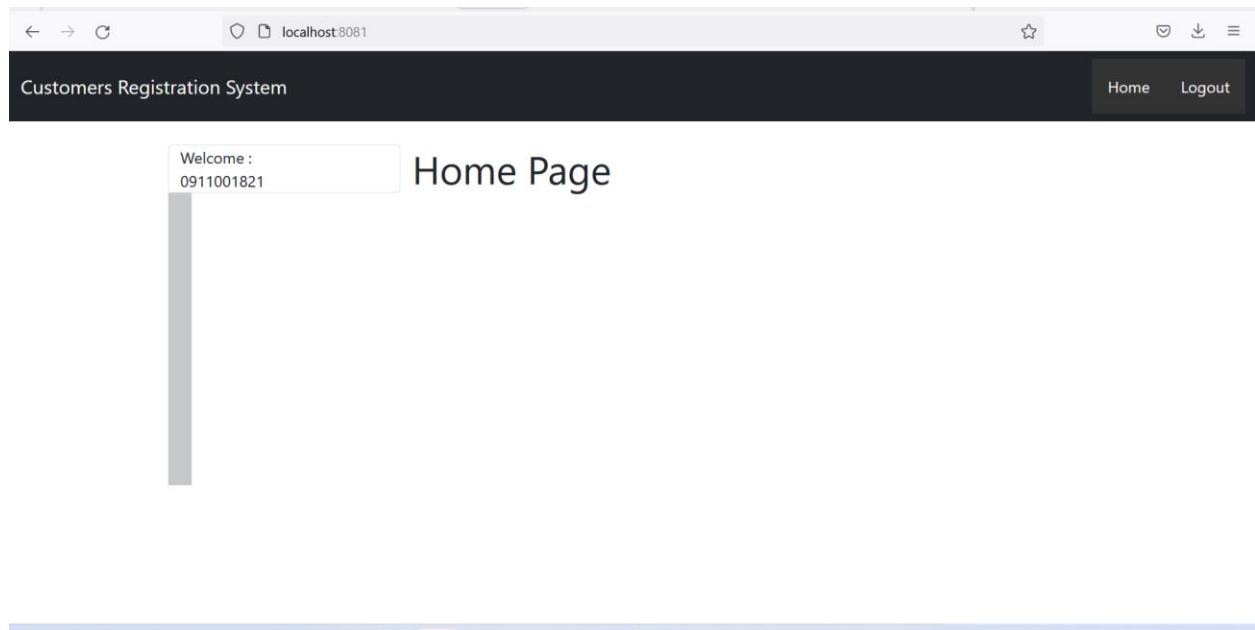 localhost:8081
Customers Registration System
Home Logout
Welcome :
0911001821
Home Page